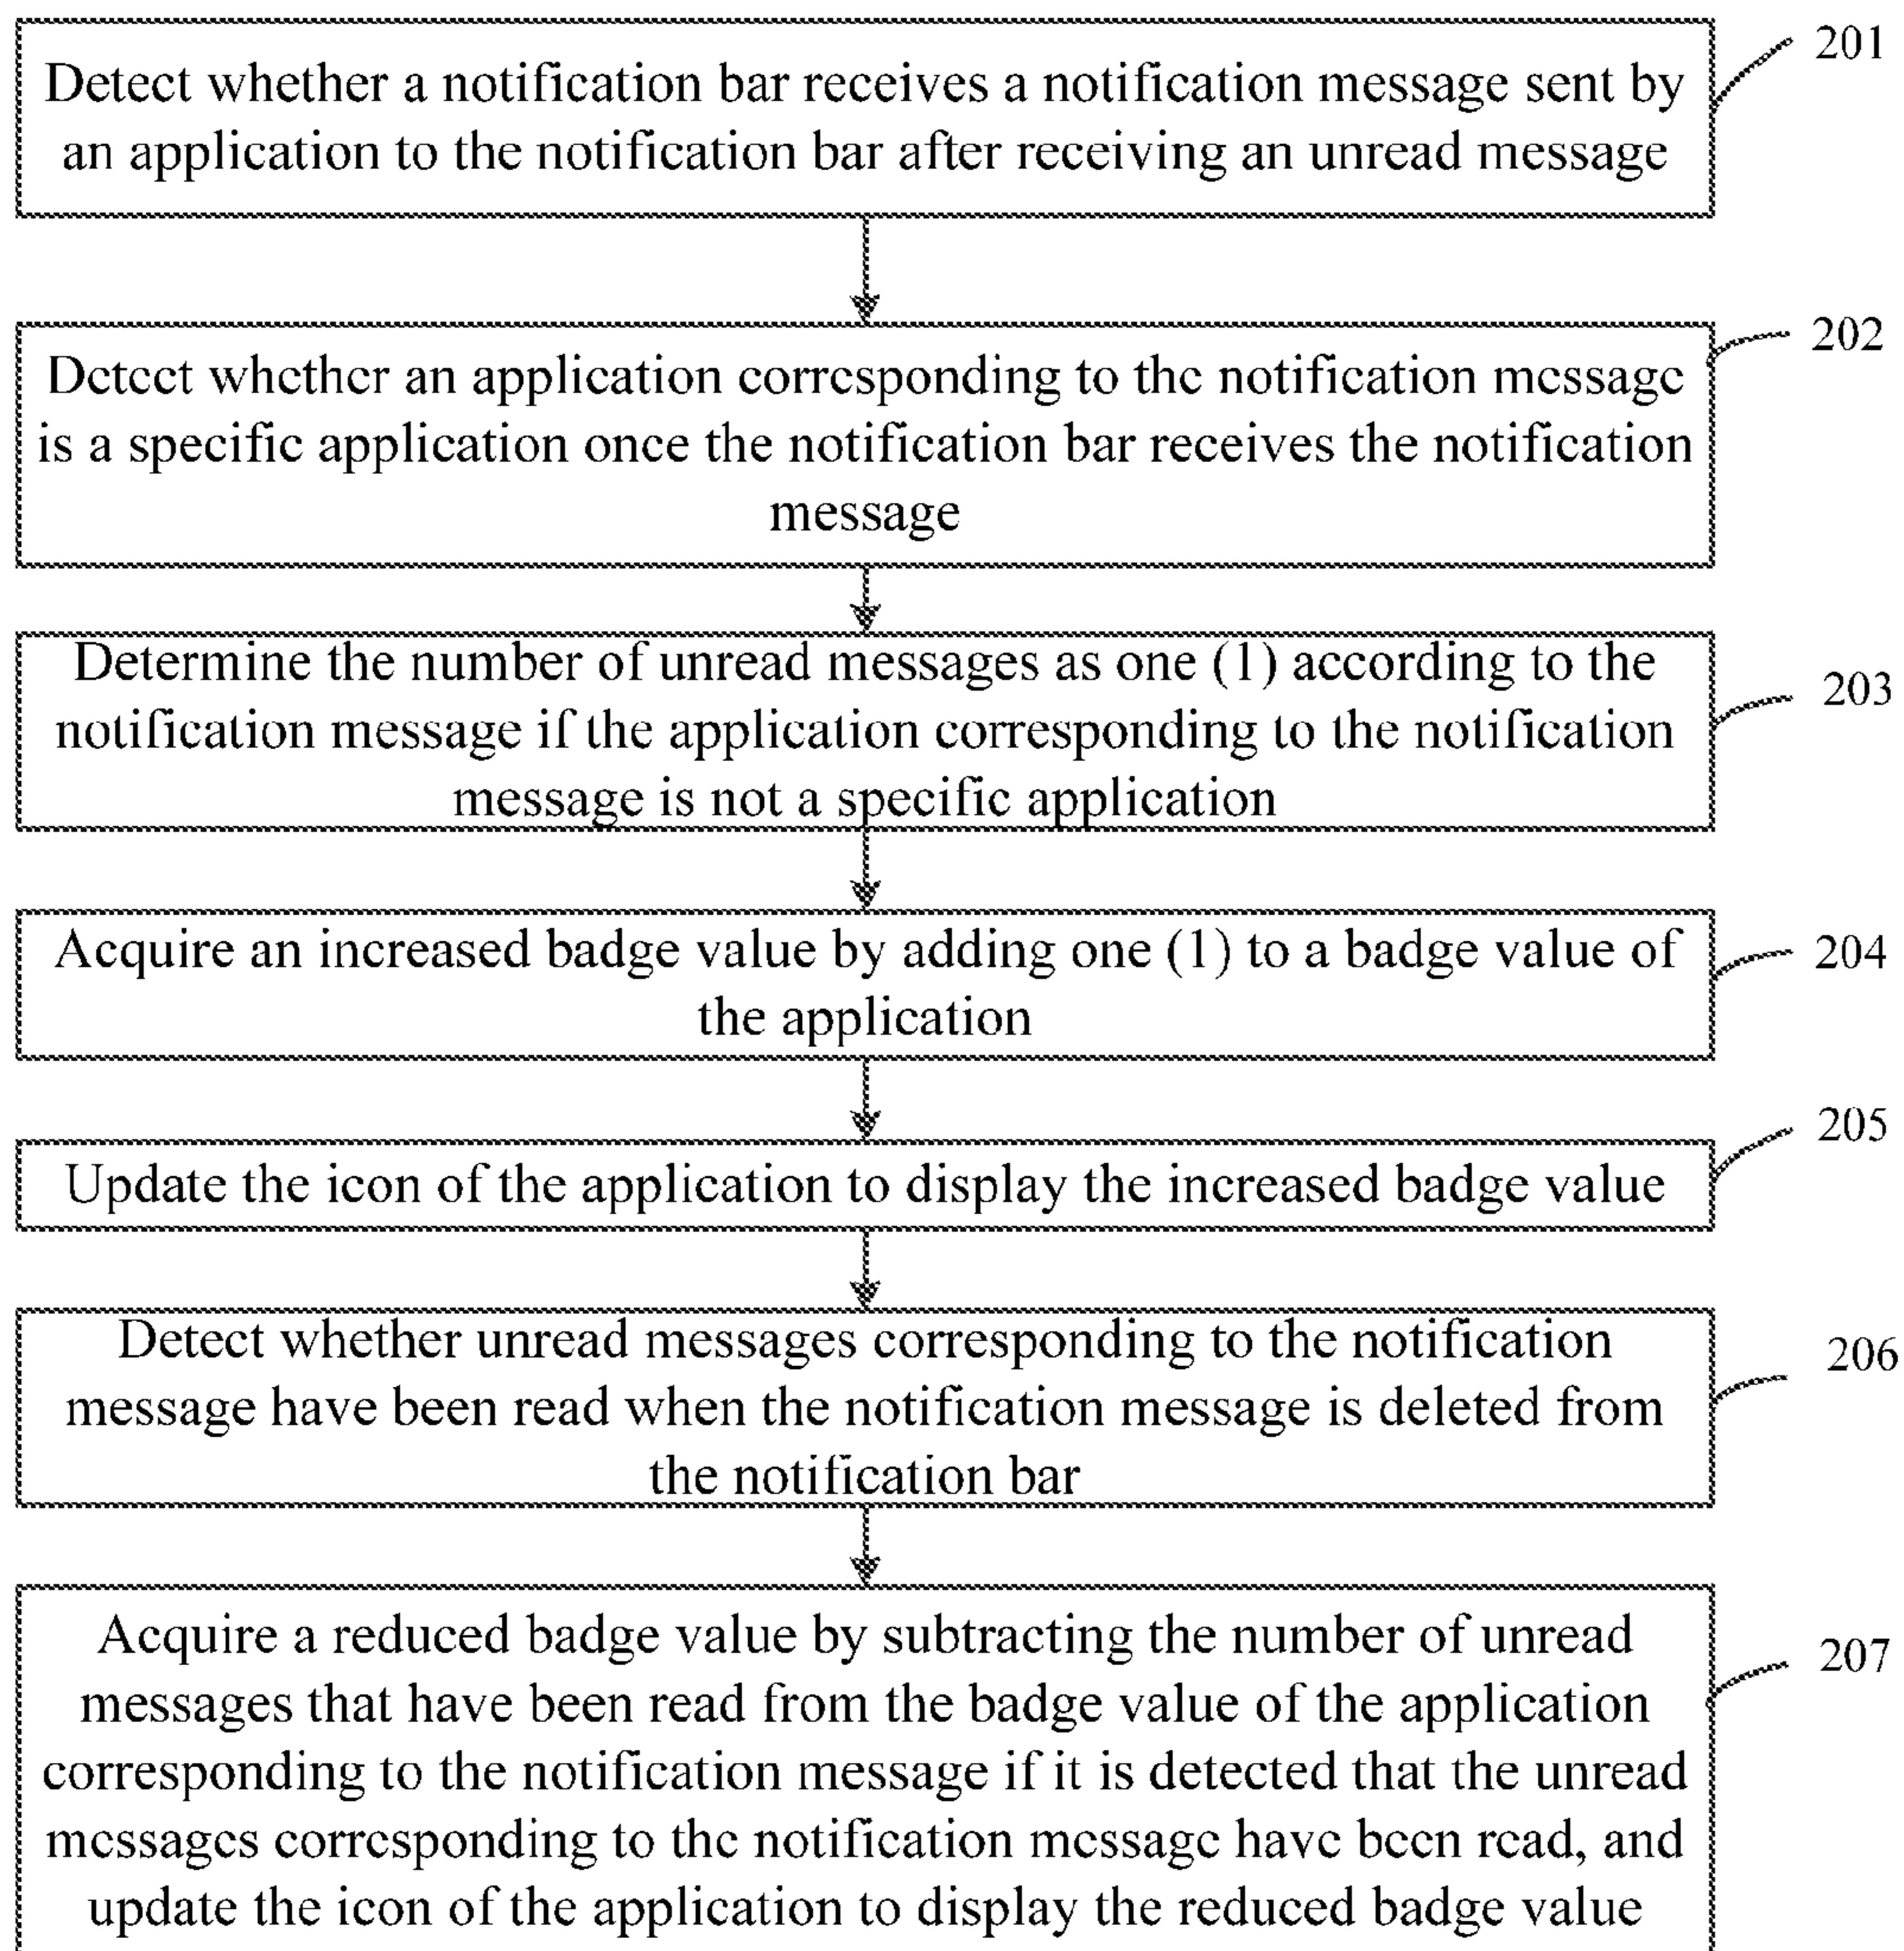 Detect whether a notification bar receives a notification message sent by
an application to the notification bar after receiving an unread message
201
Detect whether an application corresponding to the notification message
is a specific application once the notification bar receives the notification
message
202
Determine the number of unread messages as one (1) according to the
notification message if the application corresponding to the notification
message is not a specific application
203
Acquire an increased badge value by adding one (1) to a badge value of
the application
204
Update the icon of the application to display the increased badge value
205
Detect whether unread messages corresponding to the notification
message have been read when the notification message is deleted from
the notification bar
206
Acquire a reduced badge value by subtracting the number of unread
messages that have been read from the badge value of the application
corresponding to the notification message if it is detected that the unread
messages corresponding to the notification message have been read, and
update the icon of the application to display the reduced badge value
207